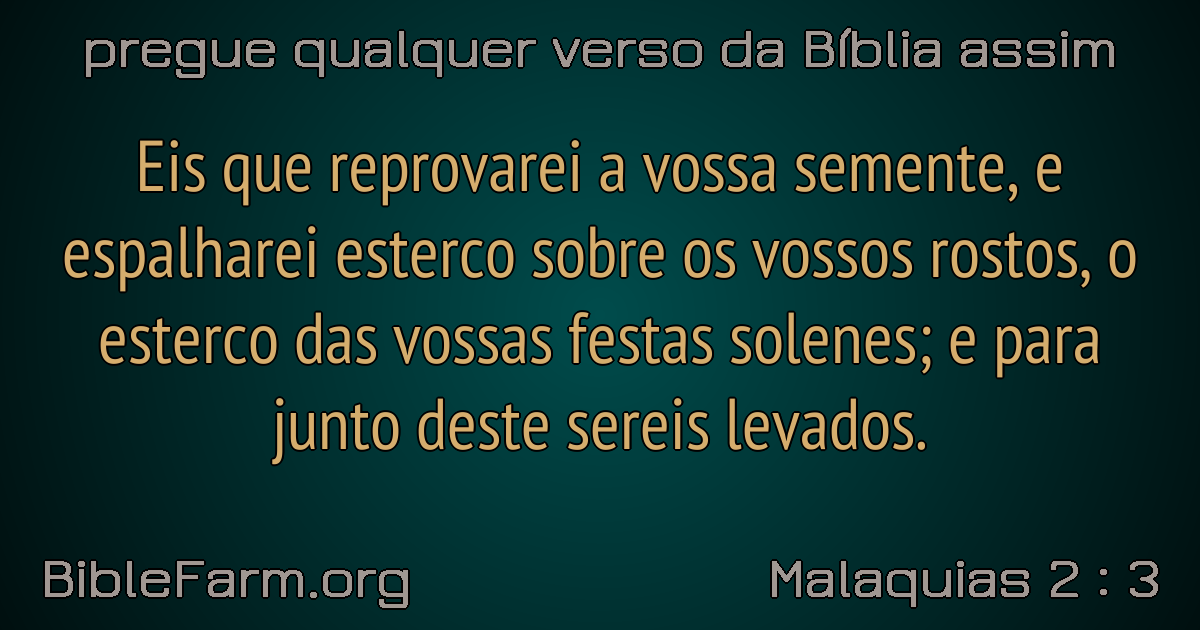 pregue qualquer verso da Bíblia assim
Eis que reprovarei a vossa semente, e
espalharei esterco sobre os vossos rostos, o
esterco das vossas festas solenes; e para
junto deste sereis levados.
BibleFarm.org
Malaquias 2 : 3